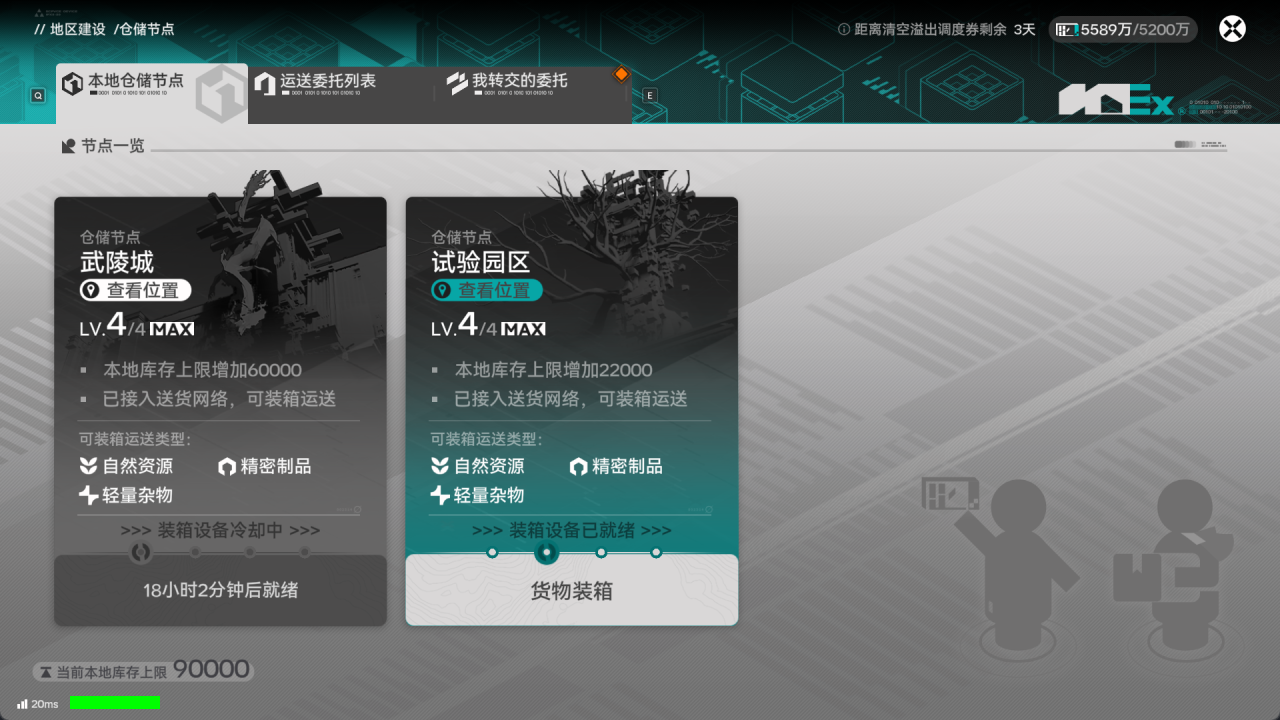 // 地区建设 /仓储节点
距离清空溢出调度券剩余 3天
5589万/5200万
Q
本地仓储节点
运送委托列表
我转交的委托
E
节点一览
仓储节点
武陵城
查看位置
LV.4/4 MAX
本地库存上限增加60000
已接入送货网络，可装箱运送
可装箱运送类型：
自然资源 精密制品
轻量杂物
>>> 装箱设备冷却中 >>>
18小时2分钟后就绪
仓储节点
试验园区
查看位置
LV.4/4 MAX
本地库存上限增加22000
已接入送货网络，可装箱运送
可装箱运送类型：
自然资源 精密制品
轻量杂物
>>> 装箱设备已就绪 >>>
货物装箱
当前本地库存上限 90000
20ms